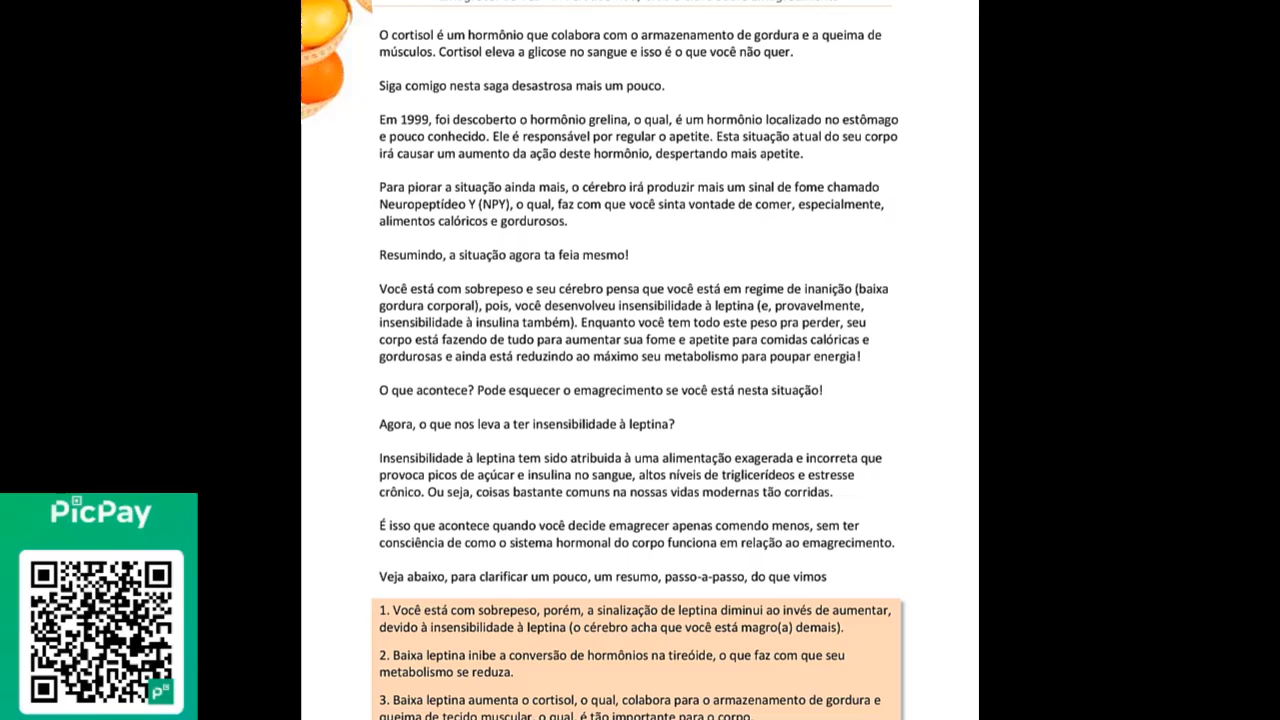 O cortisol é um hormônio que colabora com o armazenamento de gordura e a queima de
músculos. Cortisol eleva a glicose no sangue e isso é o que você não quer.
Siga comigo nesta saga desastrosa mais um pouco.
Em 1999, foi descoberto o hormônio grelina, o qual, é um hormônio localizado no estômago
e pouco conhecido. Ele é responsável por regular o apetite. Esta situação atual do seu corpo
irá causar um aumento da ação deste hormônio, despertando mais apetite.
Para piorar a situação ainda mais, o cérebro irá produzir mais um sinal de fome chamado
Neuropeptídeo Y (NPY), o qual, faz com que você sinta vontade de comer, especialmente,
alimentos calóricos e gordurosos.
Resumindo, a situação agora ta feia mesmo!
Você está com sobrepeso e seu cérebro pensa que você está em regime de inanição (baixa
gordura corporal), pois, você desenvolveu insensibilidade à leptina (e, provavelmente,
insensibilidade à insulina também). Enquanto você tem todo este peso pra perder, seu
corpo está fazendo de tudo para aumentar sua fome e apetite para comidas calóricas e
gordurosas e ainda está reduzindo ao máximo seu metabolismo para poupar energia!
O que acontece? Pode esquecer o emagrecimento se você está nesta situação!
Agora, o que nos leva a ter insensibilidade à leptina?
Insensibilidade à leptina tem sido atribuida à uma alimentação exagerada e incorreta que
provoca picos de açúcar e insulina no sangue, altos níveis de triglicerídeos e estresse
crônico. Ou seja, coisas bastante comuns na nossas vidas modernas tão corridas.
É isso que acontece quando você decide emagrecer apenas comendo menos, sem ter
consciência de como o sistema hormonal do corpo funciona em relação ao emagrecimento.
Veja abaixo, para clarificar um pouco, um resumo, passo-a-passo, do que vimos
1. Você está com sobrepeso, porém, a sinalização de leptina diminui ao invés de aumentar,
devido à insensibilidade à leptina (o cérebro acha que você está magro(a) demais).
2. Baixa leptina inibe a conversão de hormônios na tireóide, o que faz com que seu
metabolismo se reduza.
3. Baixa leptina aumenta o cortisol, o qual, colabora para o armazenamento de gordura e
queima de tecido muscular, o qual, é tão importante para o corpo.
PicPay